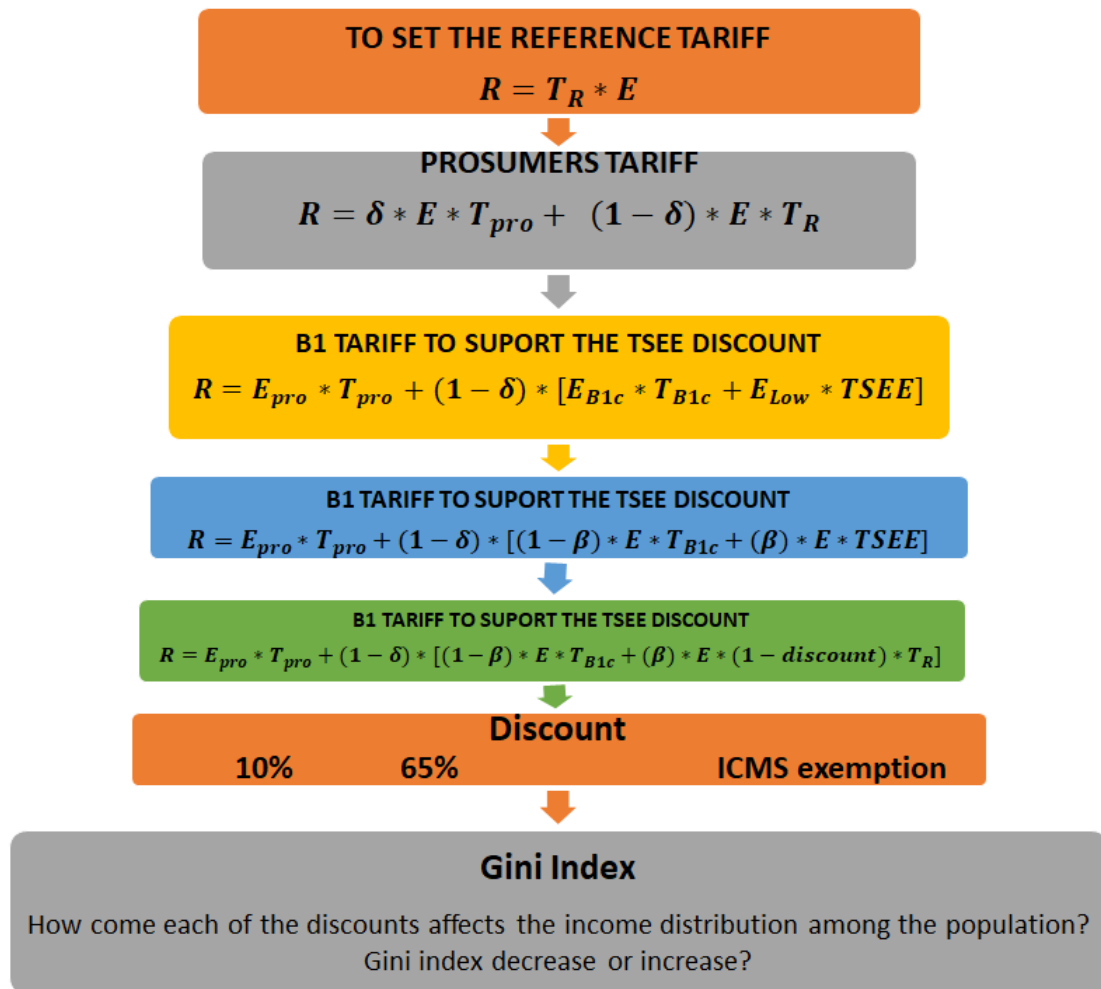 TO SET THE REFERENCE TARIFF
R = T_R * E
PROSUMERS TARIFF
R = δ * E * T_pro + (1 − δ) * E * T_R
B1 TARIFF TO SUPORT THE TSEE DISCOUNT
R = E_pro * T_pro + (1 − δ) * [E_B1c * T_B1c + E_Low * TSEE]
B1 TARIFF TO SUPORT THE TSEE DISCOUNT
R = E_pro * T_pro + (1 − δ) * [(1 − β) * E * T_B1c + (β) * E * TSEE]
B1 TARIFF TO SUPORT THE TSEE DISCOUNT
R = E_pro * T_pro + (1 − δ) * [(1 − β) * E * T_B1c + (β) * E * (1 − discount) * T_R]
Discount
10% 65% ICMS exemption
Gini Index
How come each of the discounts affects the income distribution among the population?
Gini index decrease or increase?